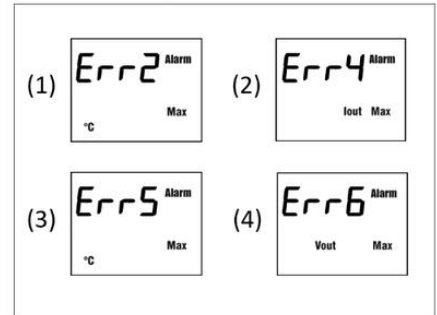 (1) Err2 Alarm
Max
°C
(2) Err4 Alarm
Iout Max
(3) Err5 Alarm
Max
°C
(4) Err6 Alarm
Vout Max